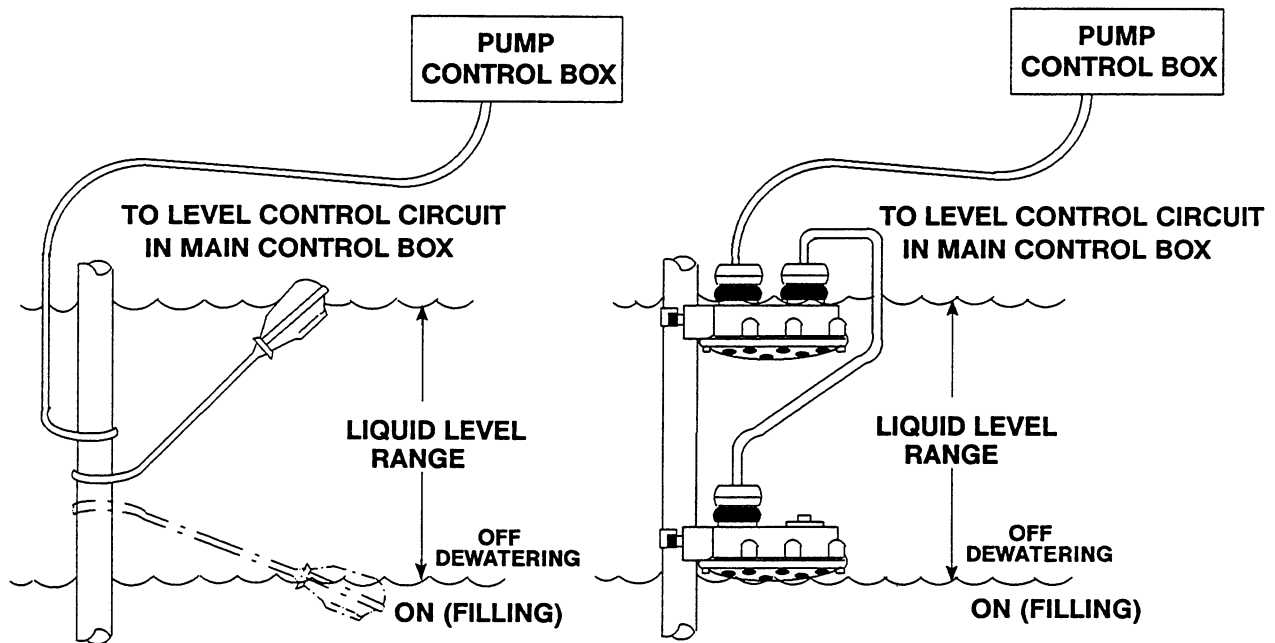 PUMP
CONTROL BOX
TO LEVEL CONTROL CIRCUIT
IN MAIN CONTROL BOX
LIQUID LEVEL
RANGE
OFF
DEWATERING
ON (FILLING)
PUMP
CONTROL BOX
TO LEVEL CONTROL CIRCUIT
IN MAIN CONTROL BOX
LIQUID LEVEL
RANGE
OFF
DEWATERING
ON (FILLING)